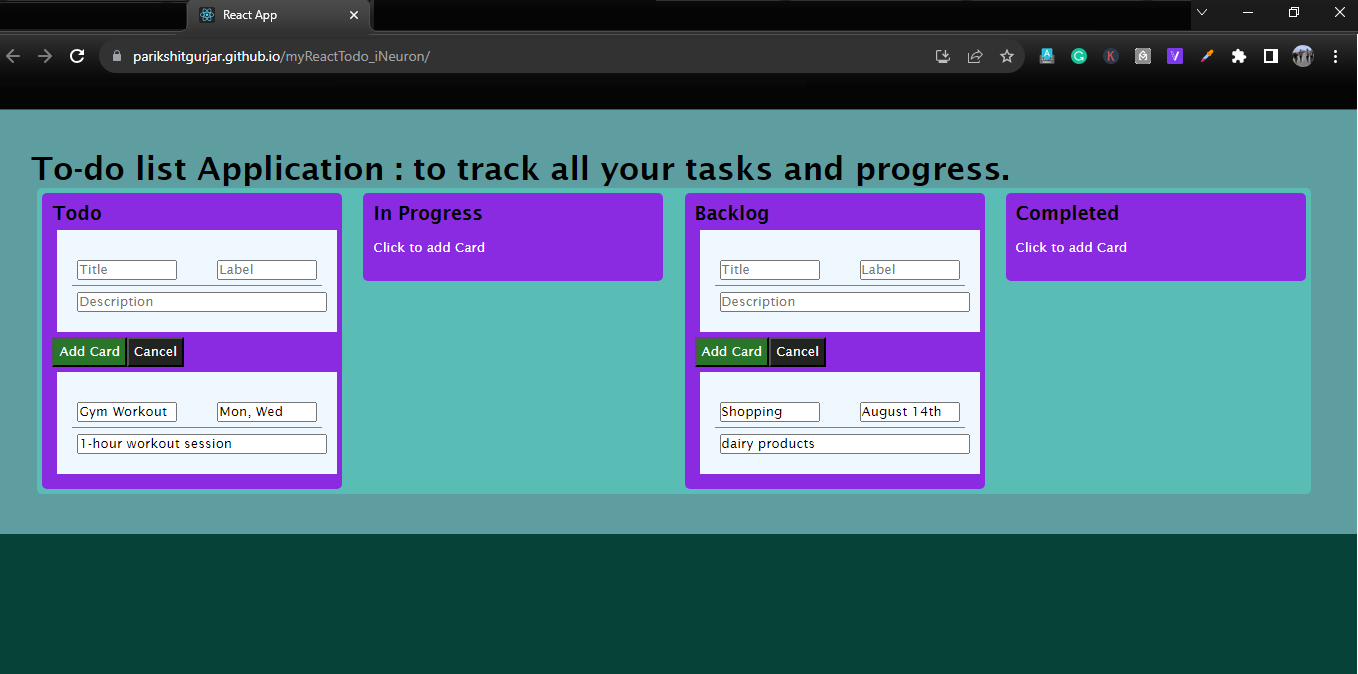 React App
parikshitgurjar.github.io/myReactTodo_iNeuron/
To-do list Application : to track all your tasks and progress.
Todo
Title Label
Description
Add Card Cancel
Gym Workout Mon, Wed
1-hour workout session
In Progress
Click to add Card
Backlog
Title Label
Description
Add Card Cancel
Shopping August 14th
dairy products
Completed
Click to add Card